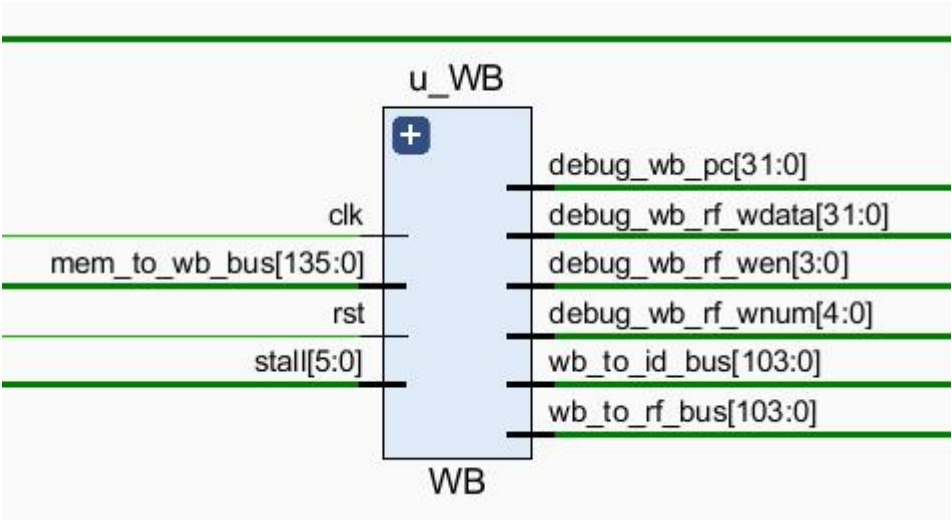 u_WB
clk
mem_to_wb_bus[135:0]
rst
stall[5:0]
debug_wb_pc[31:0]
debug_wb_rf_wdata[31:0]
debug_wb_rf_wen[3:0]
debug_wb_rf_wnum[4:0]
wb_to_id_bus[103:0]
wb_to_rf_bus[103:0]
WB